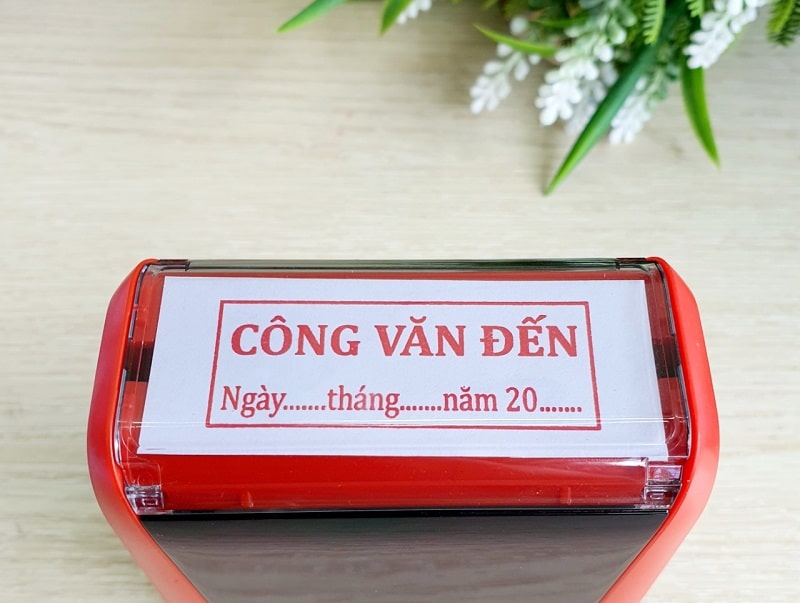 CÔNG VĂN ĐẾN
Ngày.......tháng.......năm 20.......